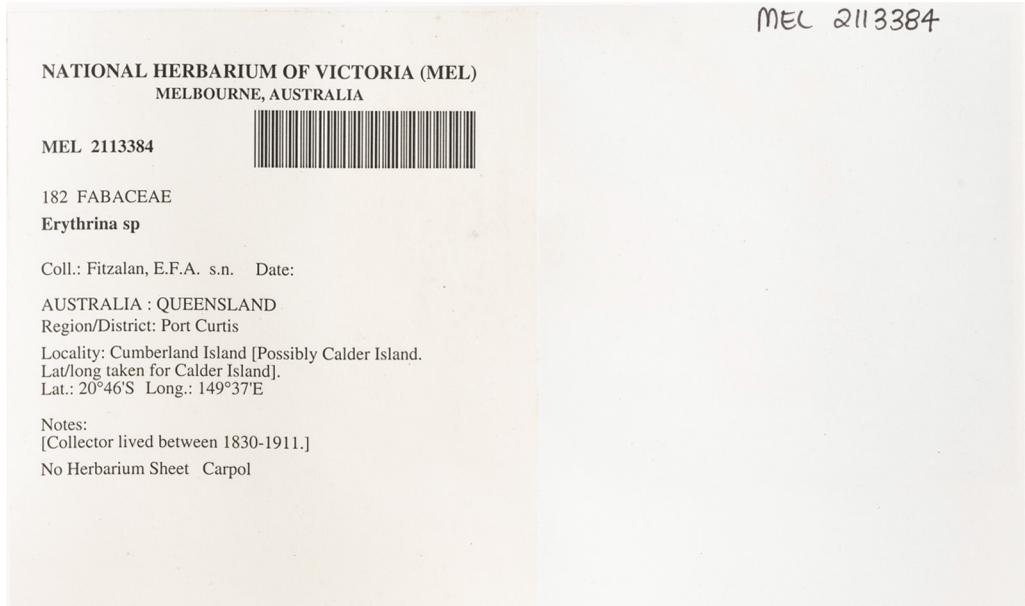 MEL 2113384
NATIONAL HERBARIUM OF VICTORIA (MEL)
MELBOURNE, AUSTRALIA
MEL 2113384
182 FABACEAE
Erythrina sp
Coll.: Fitzalan, E.F.A. s.n. Date:
AUSTRALIA : QUEENSLAND
Region/District: Port Curtis
Locality: Cumberland Island [Possibly Calder Island.
Lat/long taken for Calder Island].
Lat.: 20°46'S Long.: 149°37'E
Notes:
[Collector lived between 1830-1911.]
No Herbarium Sheet Carpol